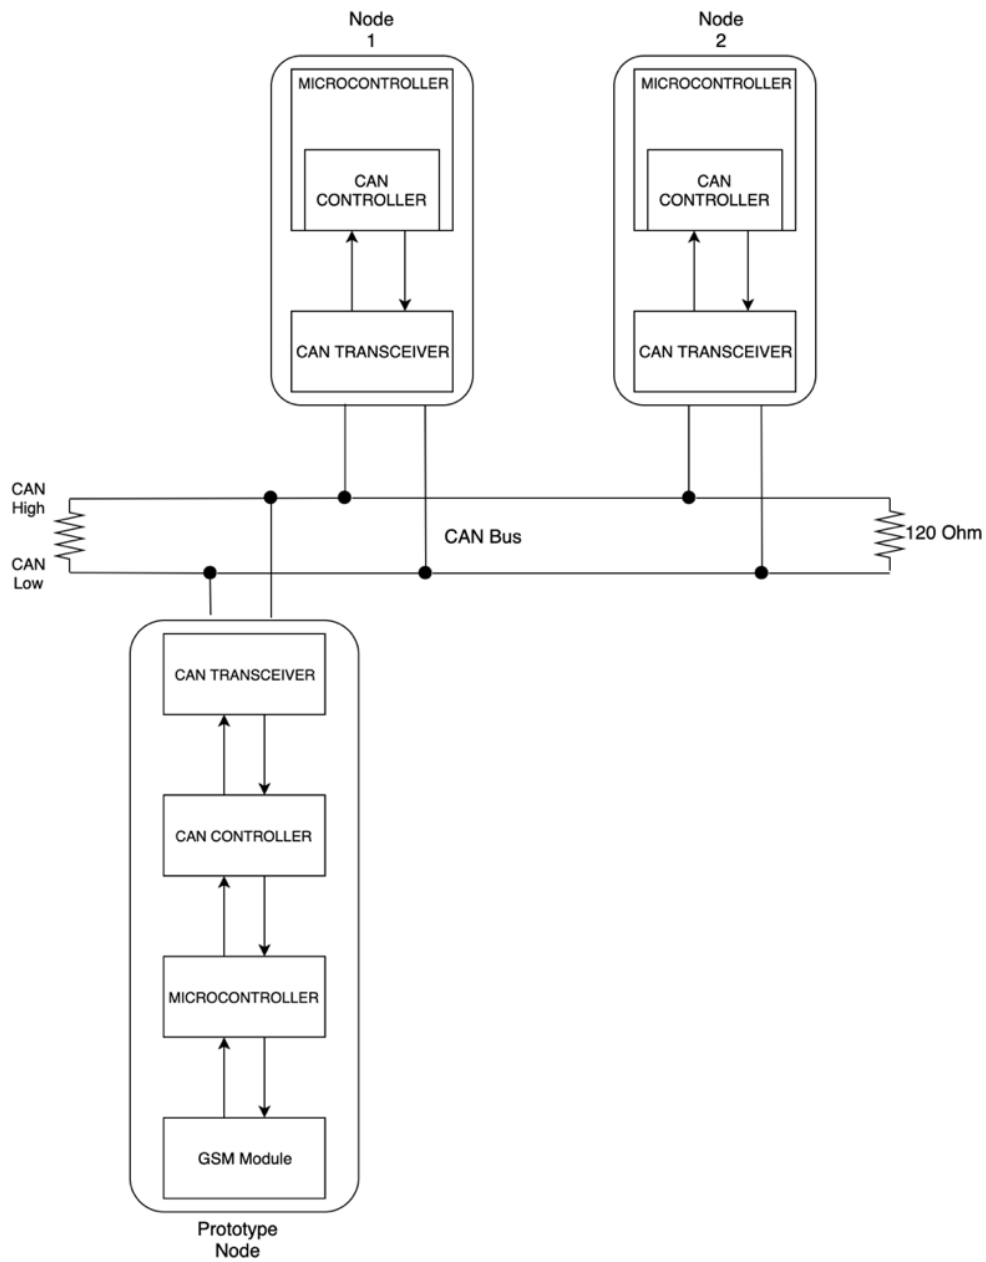 Node
1
Node
2
MICROCONTROLLER
MICROCONTROLLER
CAN
CONTROLLER
CAN
CONTROLLER
CAN TRANSCEIVER
CAN TRANSCEIVER
CAN
High
CAN Bus
120 Ohm
CAN
Low
CAN TRANSCEIVER
CAN CONTROLLER
MICROCONTROLLER
GSM Module
Prototype
Node